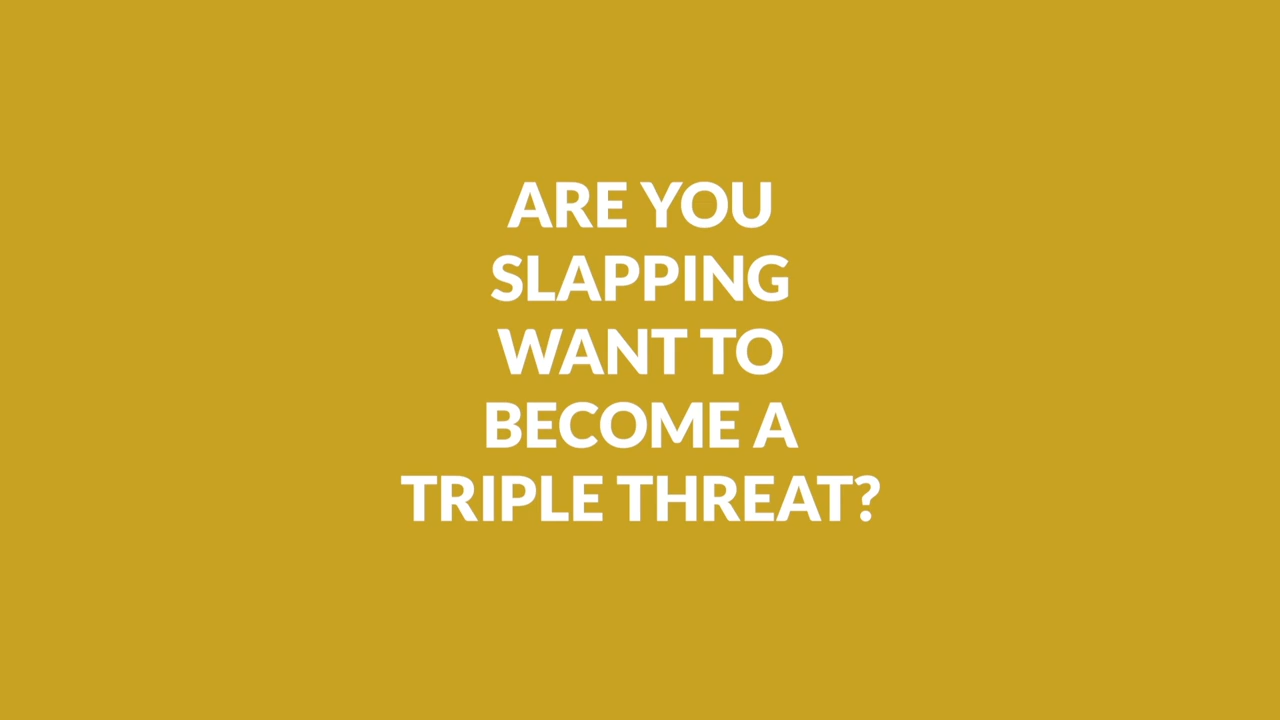 ARE YOU
SLAPPING
WANT TO
BECOME A
TRIPLE THREAT?